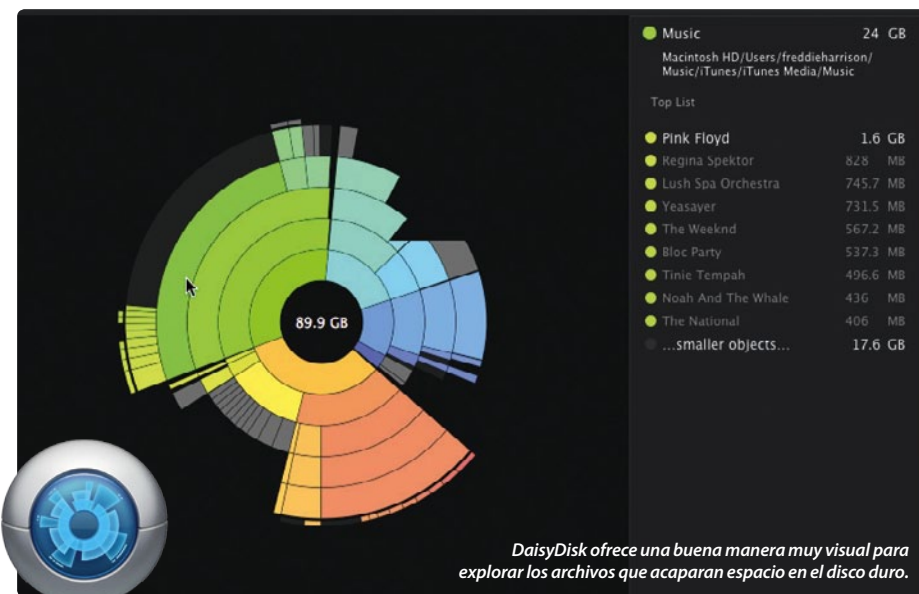 Music 24 GB
Macintosh HD/Users/freddieharrison/
Music/iTunes/iTunes Media/Music
Top List
Pink Floyd 1.6 GB
Regina Spektor 828 MB
Lush Spa Orchestra 745.7 MB
Yeasayer 731.5 MB
The Weeknd 567.2 MB
Bloc Party 537.3 MB
Tinie Tempah 496.6 MB
Noah And The Whale 436 MB
The National 406 MB
...smaller objects... 17.6 GB
89.9 GB
DaisyDisk ofrece una buena manera muy visual para
explorar los archivos que acaparan espacio en el disco duro.